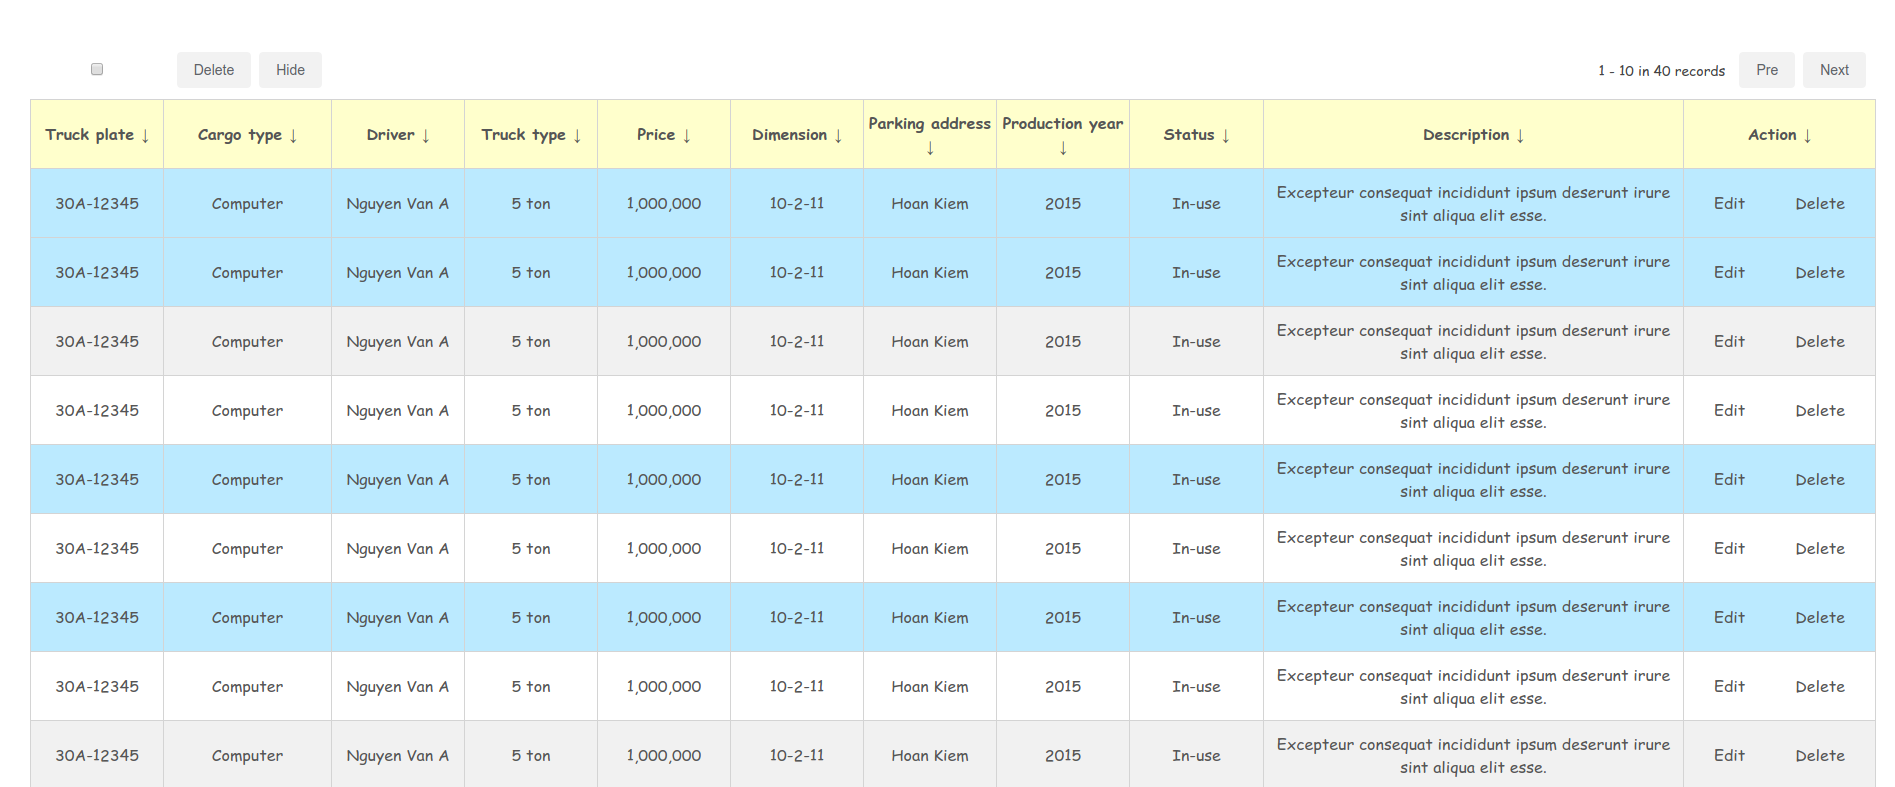 Delete Hide 1 - 10 in 40 records Pre Next
Truck plate ↓ Cargo type ↓ Driver ↓ Truck type ↓ Price ↓ Dimension ↓ Parking address ↓ Production year ↓ Status ↓ Description ↓ Action ↓
30A-12345 Computer Nguyen Van A 5 ton 1,000,000 10-2-11 Hoan Kiem 2015 In-use Excepteur consequat incididunt ipsum deserunt irure
sint aliqua elit esse. Edit Delete
30A-12345 Computer Nguyen Van A 5 ton 1,000,000 10-2-11 Hoan Kiem 2015 In-use Excepteur consequat incididunt ipsum deserunt irure
sint aliqua elit esse. Edit Delete
30A-12345 Computer Nguyen Van A 5 ton 1,000,000 10-2-11 Hoan Kiem 2015 In-use Excepteur consequat incididunt ipsum deserunt irure
sint aliqua elit esse. Edit Delete
30A-12345 Computer Nguyen Van A 5 ton 1,000,000 10-2-11 Hoan Kiem 2015 In-use Excepteur consequat incididunt ipsum deserunt irure
sint aliqua elit esse. Edit Delete
30A-12345 Computer Nguyen Van A 5 ton 1,000,000 10-2-11 Hoan Kiem 2015 In-use Excepteur consequat incididunt ipsum deserunt irure
sint aliqua elit esse. Edit Delete
30A-12345 Computer Nguyen Van A 5 ton 1,000,000 10-2-11 Hoan Kiem 2015 In-use Excepteur consequat incididunt ipsum deserunt irure
sint aliqua elit esse. Edit Delete
30A-12345 Computer Nguyen Van A 5 ton 1,000,000 10-2-11 Hoan Kiem 2015 In-use Excepteur consequat incididunt ipsum deserunt irure
sint aliqua elit esse. Edit Delete
30A-12345 Computer Nguyen Van A 5 ton 1,000,000 10-2-11 Hoan Kiem 2015 In-use Excepteur consequat incididunt ipsum deserunt irure
sint aliqua elit esse. Edit Delete
30A-12345 Computer Nguyen Van A 5 ton 1,000,000 10-2-11 Hoan Kiem 2015 In-use Excepteur consequat incididunt ipsum deserunt irure
sint aliqua elit esse. Edit Delete